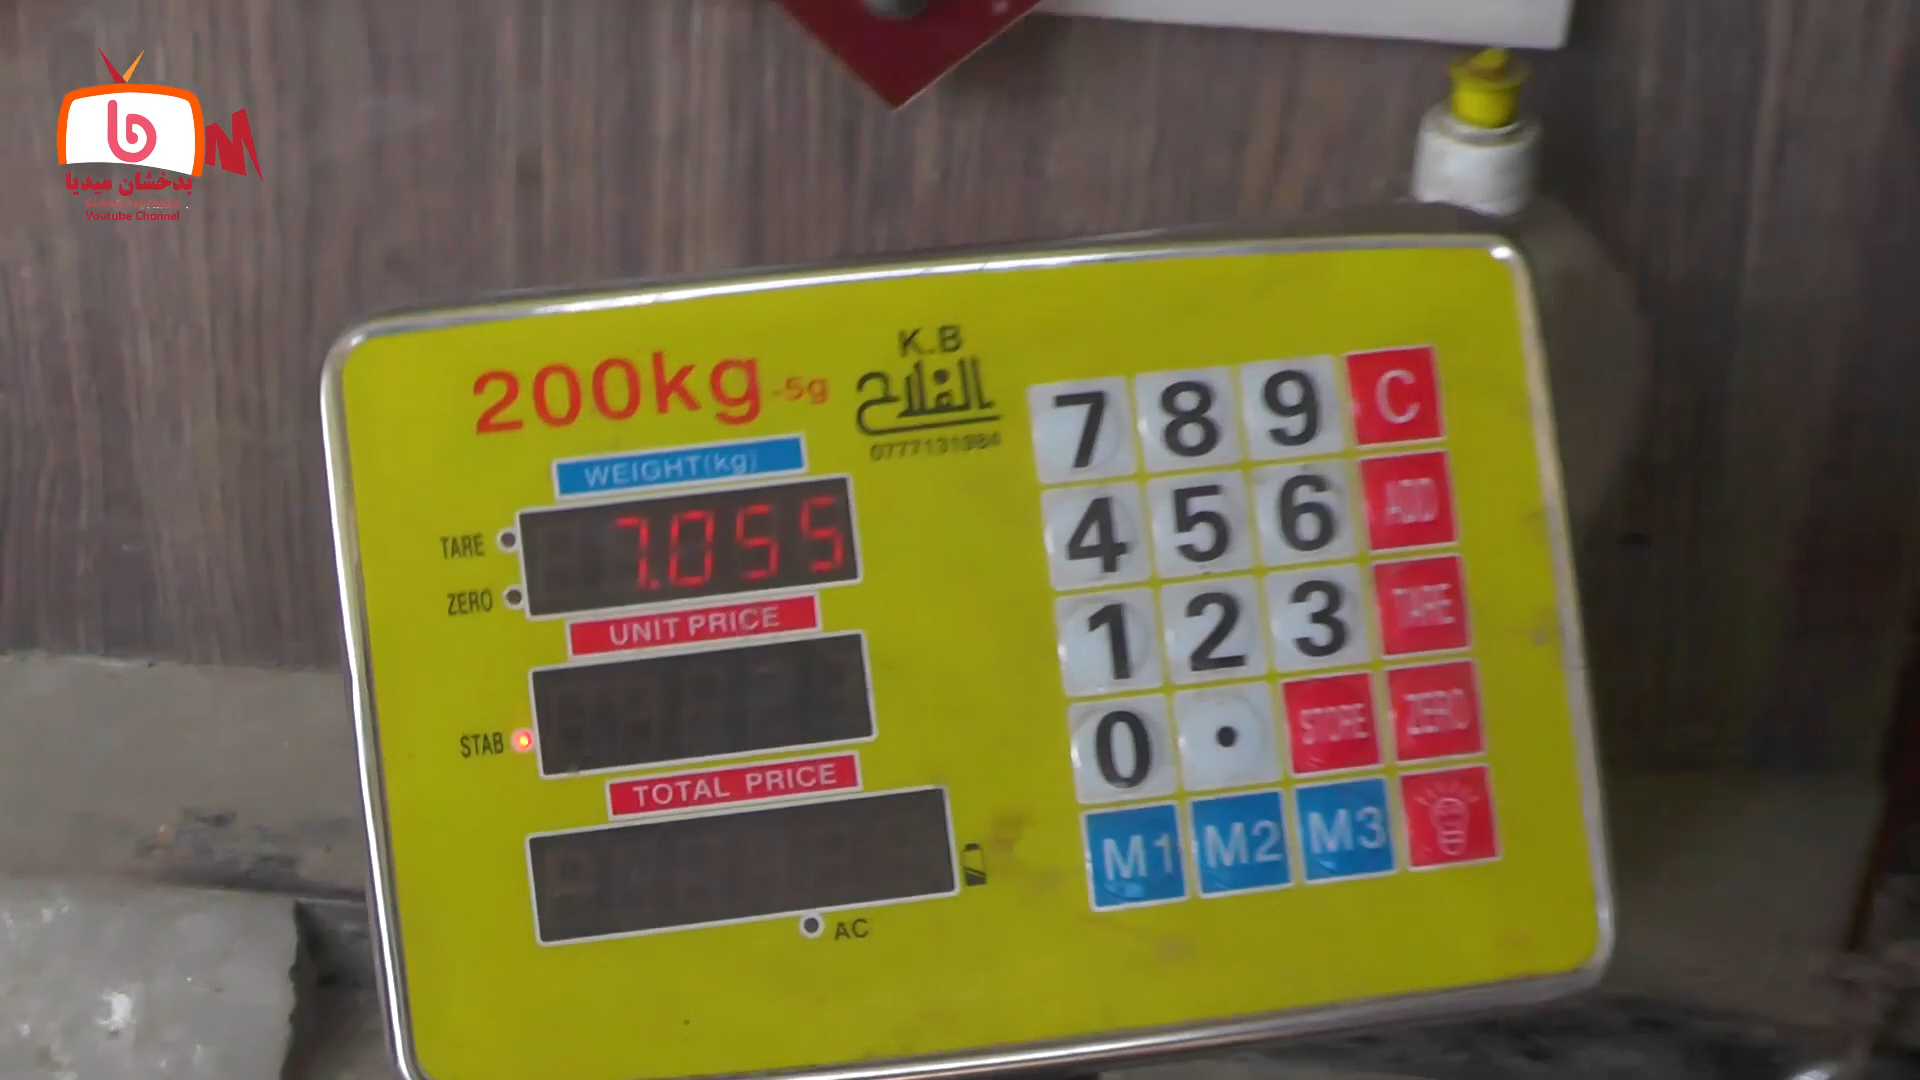 بدخشان میدیا
Youtube Channel
M
K.B
200kg -5g
الفلاح
WEIGHT(kg)
7.055
TARE
ZERO
UNIT PRICE
STAB
TOTAL PRICE
AC
7 8 9 C
4 5 6 ADD
1 2 3 TARE
0 . STORE ZERO
M1 M2 M3